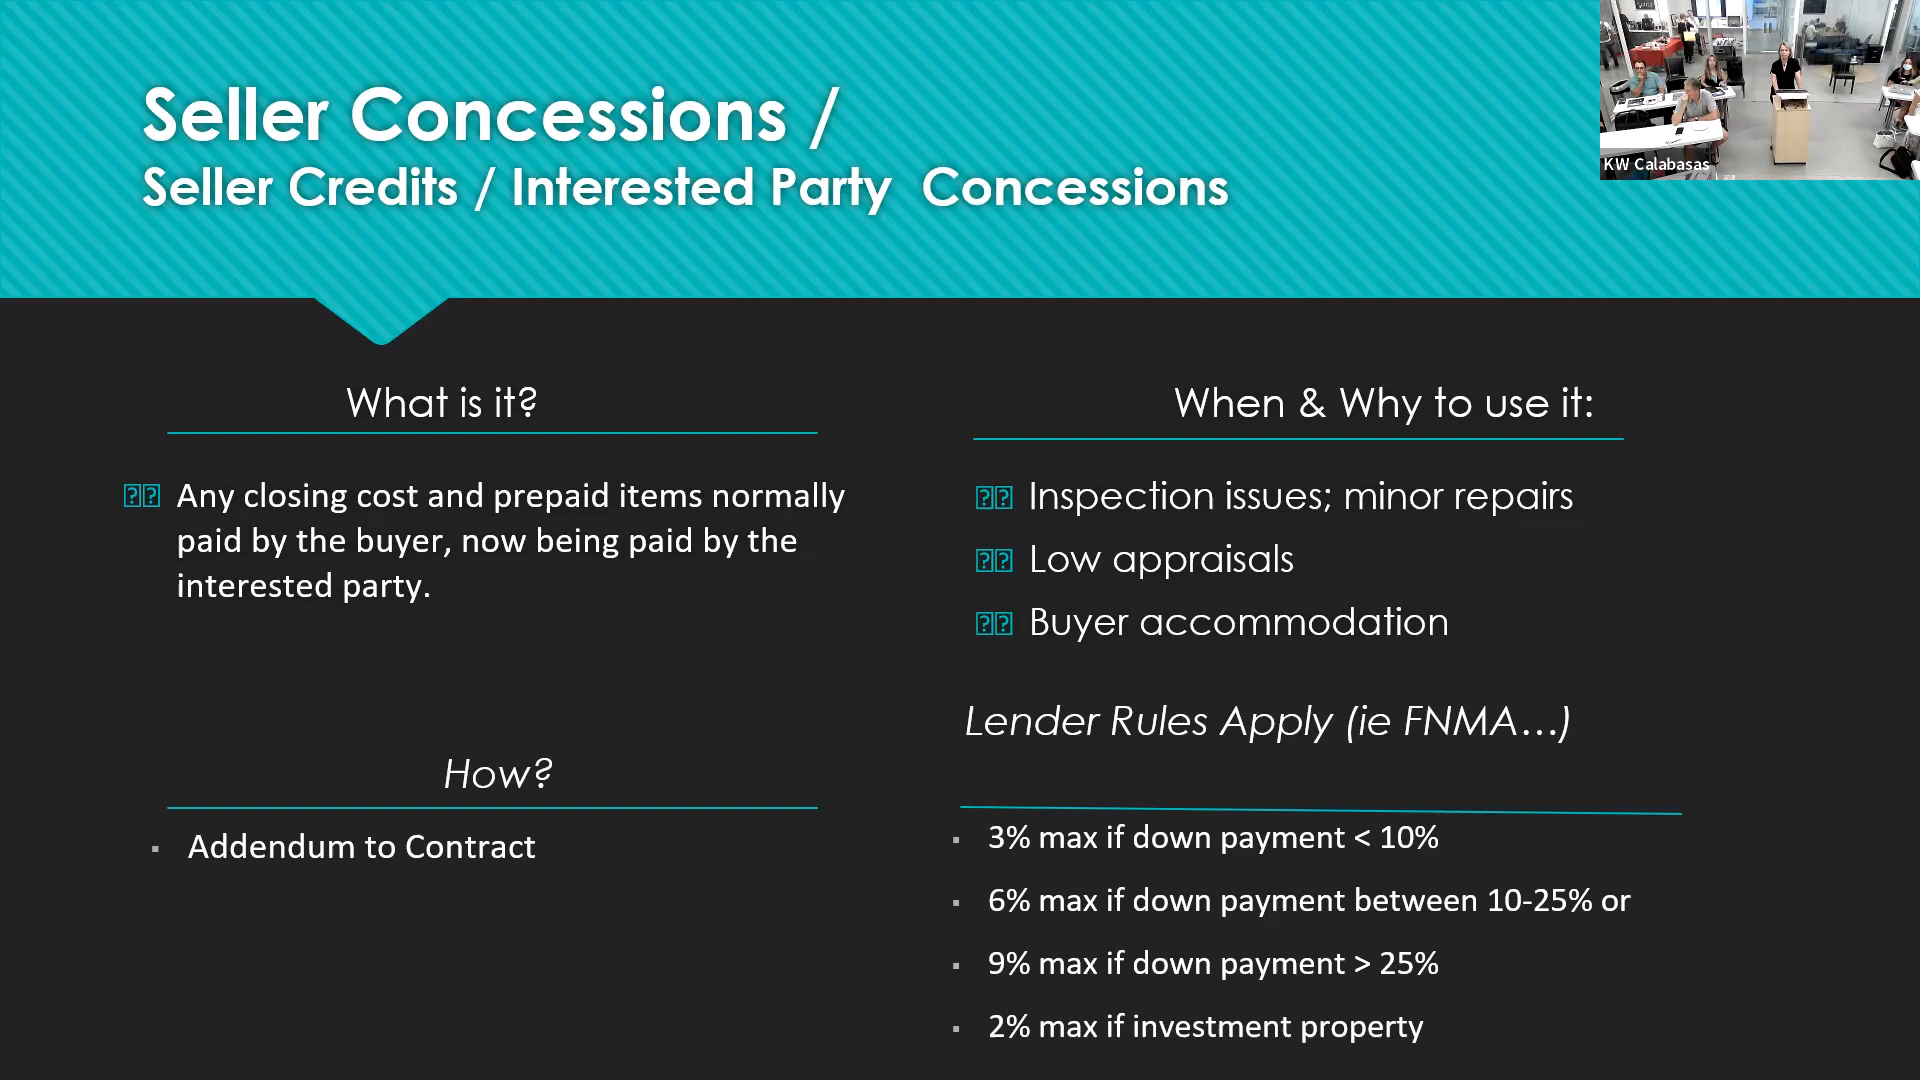 Seller Concessions /
Seller Credits / Interested Party Concessions
KW Calabasas
What is it?
Any closing cost and prepaid items normally
paid by the buyer, now being paid by the
interested party.
How?
Addendum to Contract
When & Why to use it:
Inspection issues; minor repairs
Low appraisals
Buyer accommodation
Lender Rules Apply (ie FNMA...)
3% max if down payment < 10%
6% max if down payment between 10-25% or
9% max if down payment > 25%
2% max if investment property